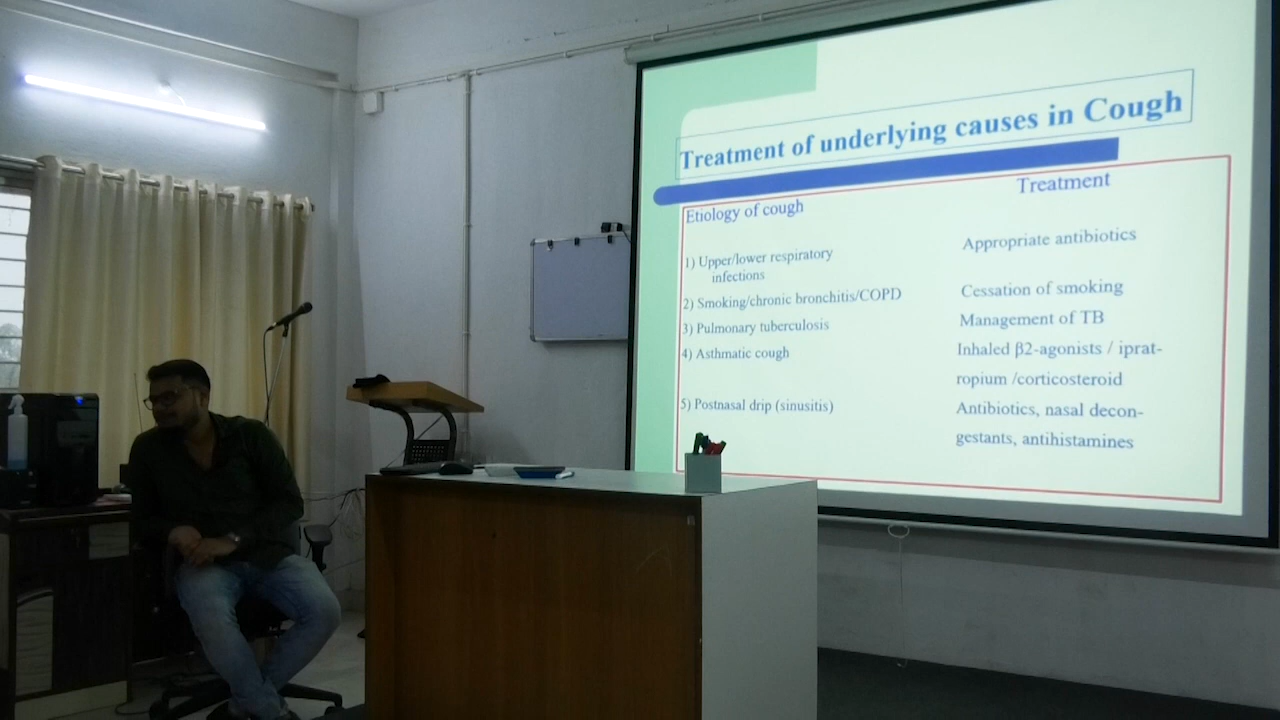 Treatment of underlying causes in Cough
Etiology of cough
Treatment
1) Upper/lower respiratory
infections
Appropriate antibiotics
2) Smoking/chronic bronchitis/COPD
Cessation of smoking
3) Pulmonary tuberculosis
Management of TB
4) Asthmatic cough
Inhaled β2-agonists / iprat-
ropium /corticosteroid
5) Postnasal drip (sinusitis)
Antibiotics, nasal decon-
gestants, antihistamines